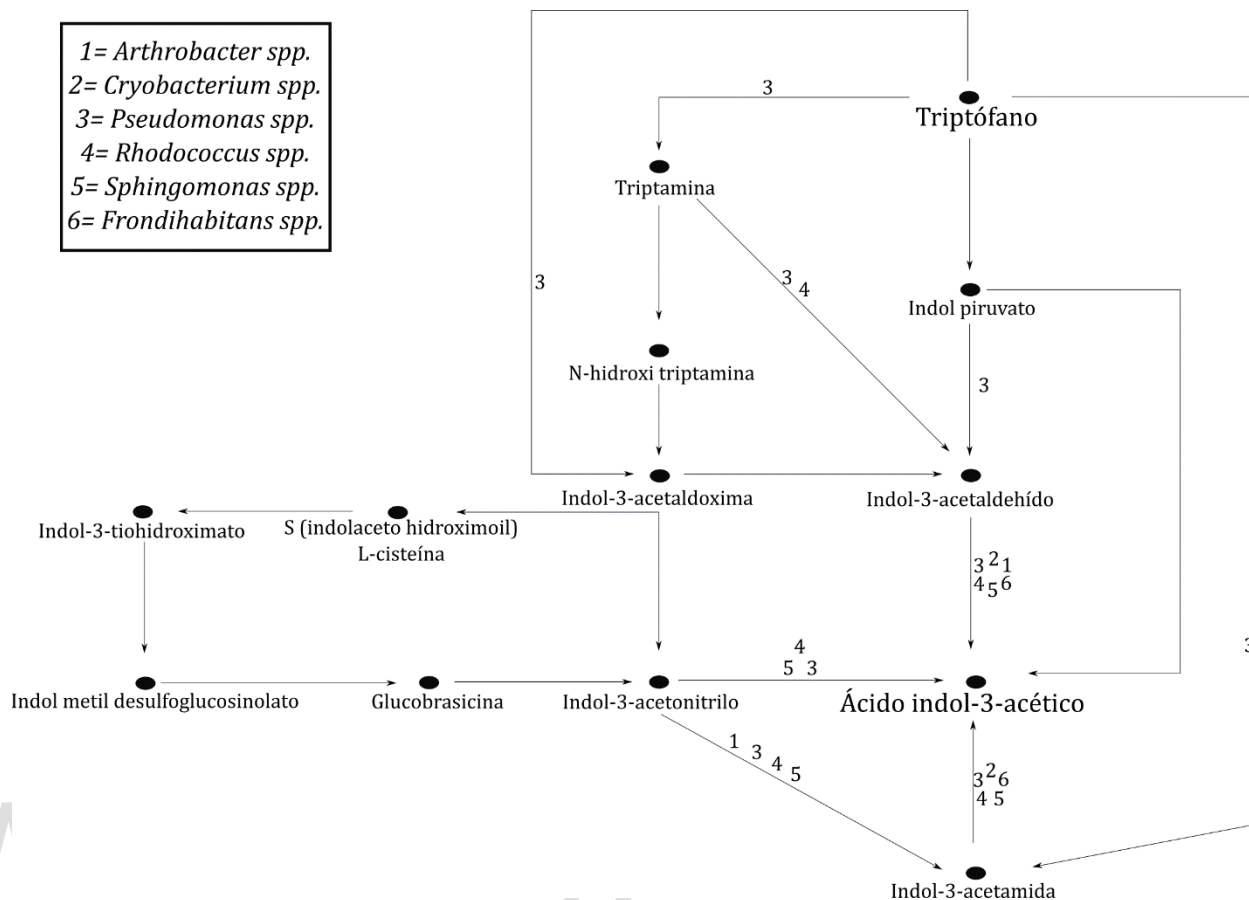 1= Arthrobacter spp.
2= Cryobacterium spp.
3= Pseudomonas spp.
4= Rhodococcus spp.
5= Sphingomonas spp.
6= Frondihabitans spp.
3
Triptófano
Triptamina
3
3
4
Indol piruvato
N-hidroxi triptamina
3
Indol-3-acetaldoxima
Indol-3-acetaldehído
Indol-3-tiohidroximato
S (indolaceto hidroximoil)
L-cisteína
3 2 1
4 5 6
3
4
5 3
Indol metil desulfoglucosinolato
Glucobrasicina
Indol-3-acetonitrilo
Ácido indol-3-acético
1 3 4 5
3 2 6
4 5
Indol-3-acetamida